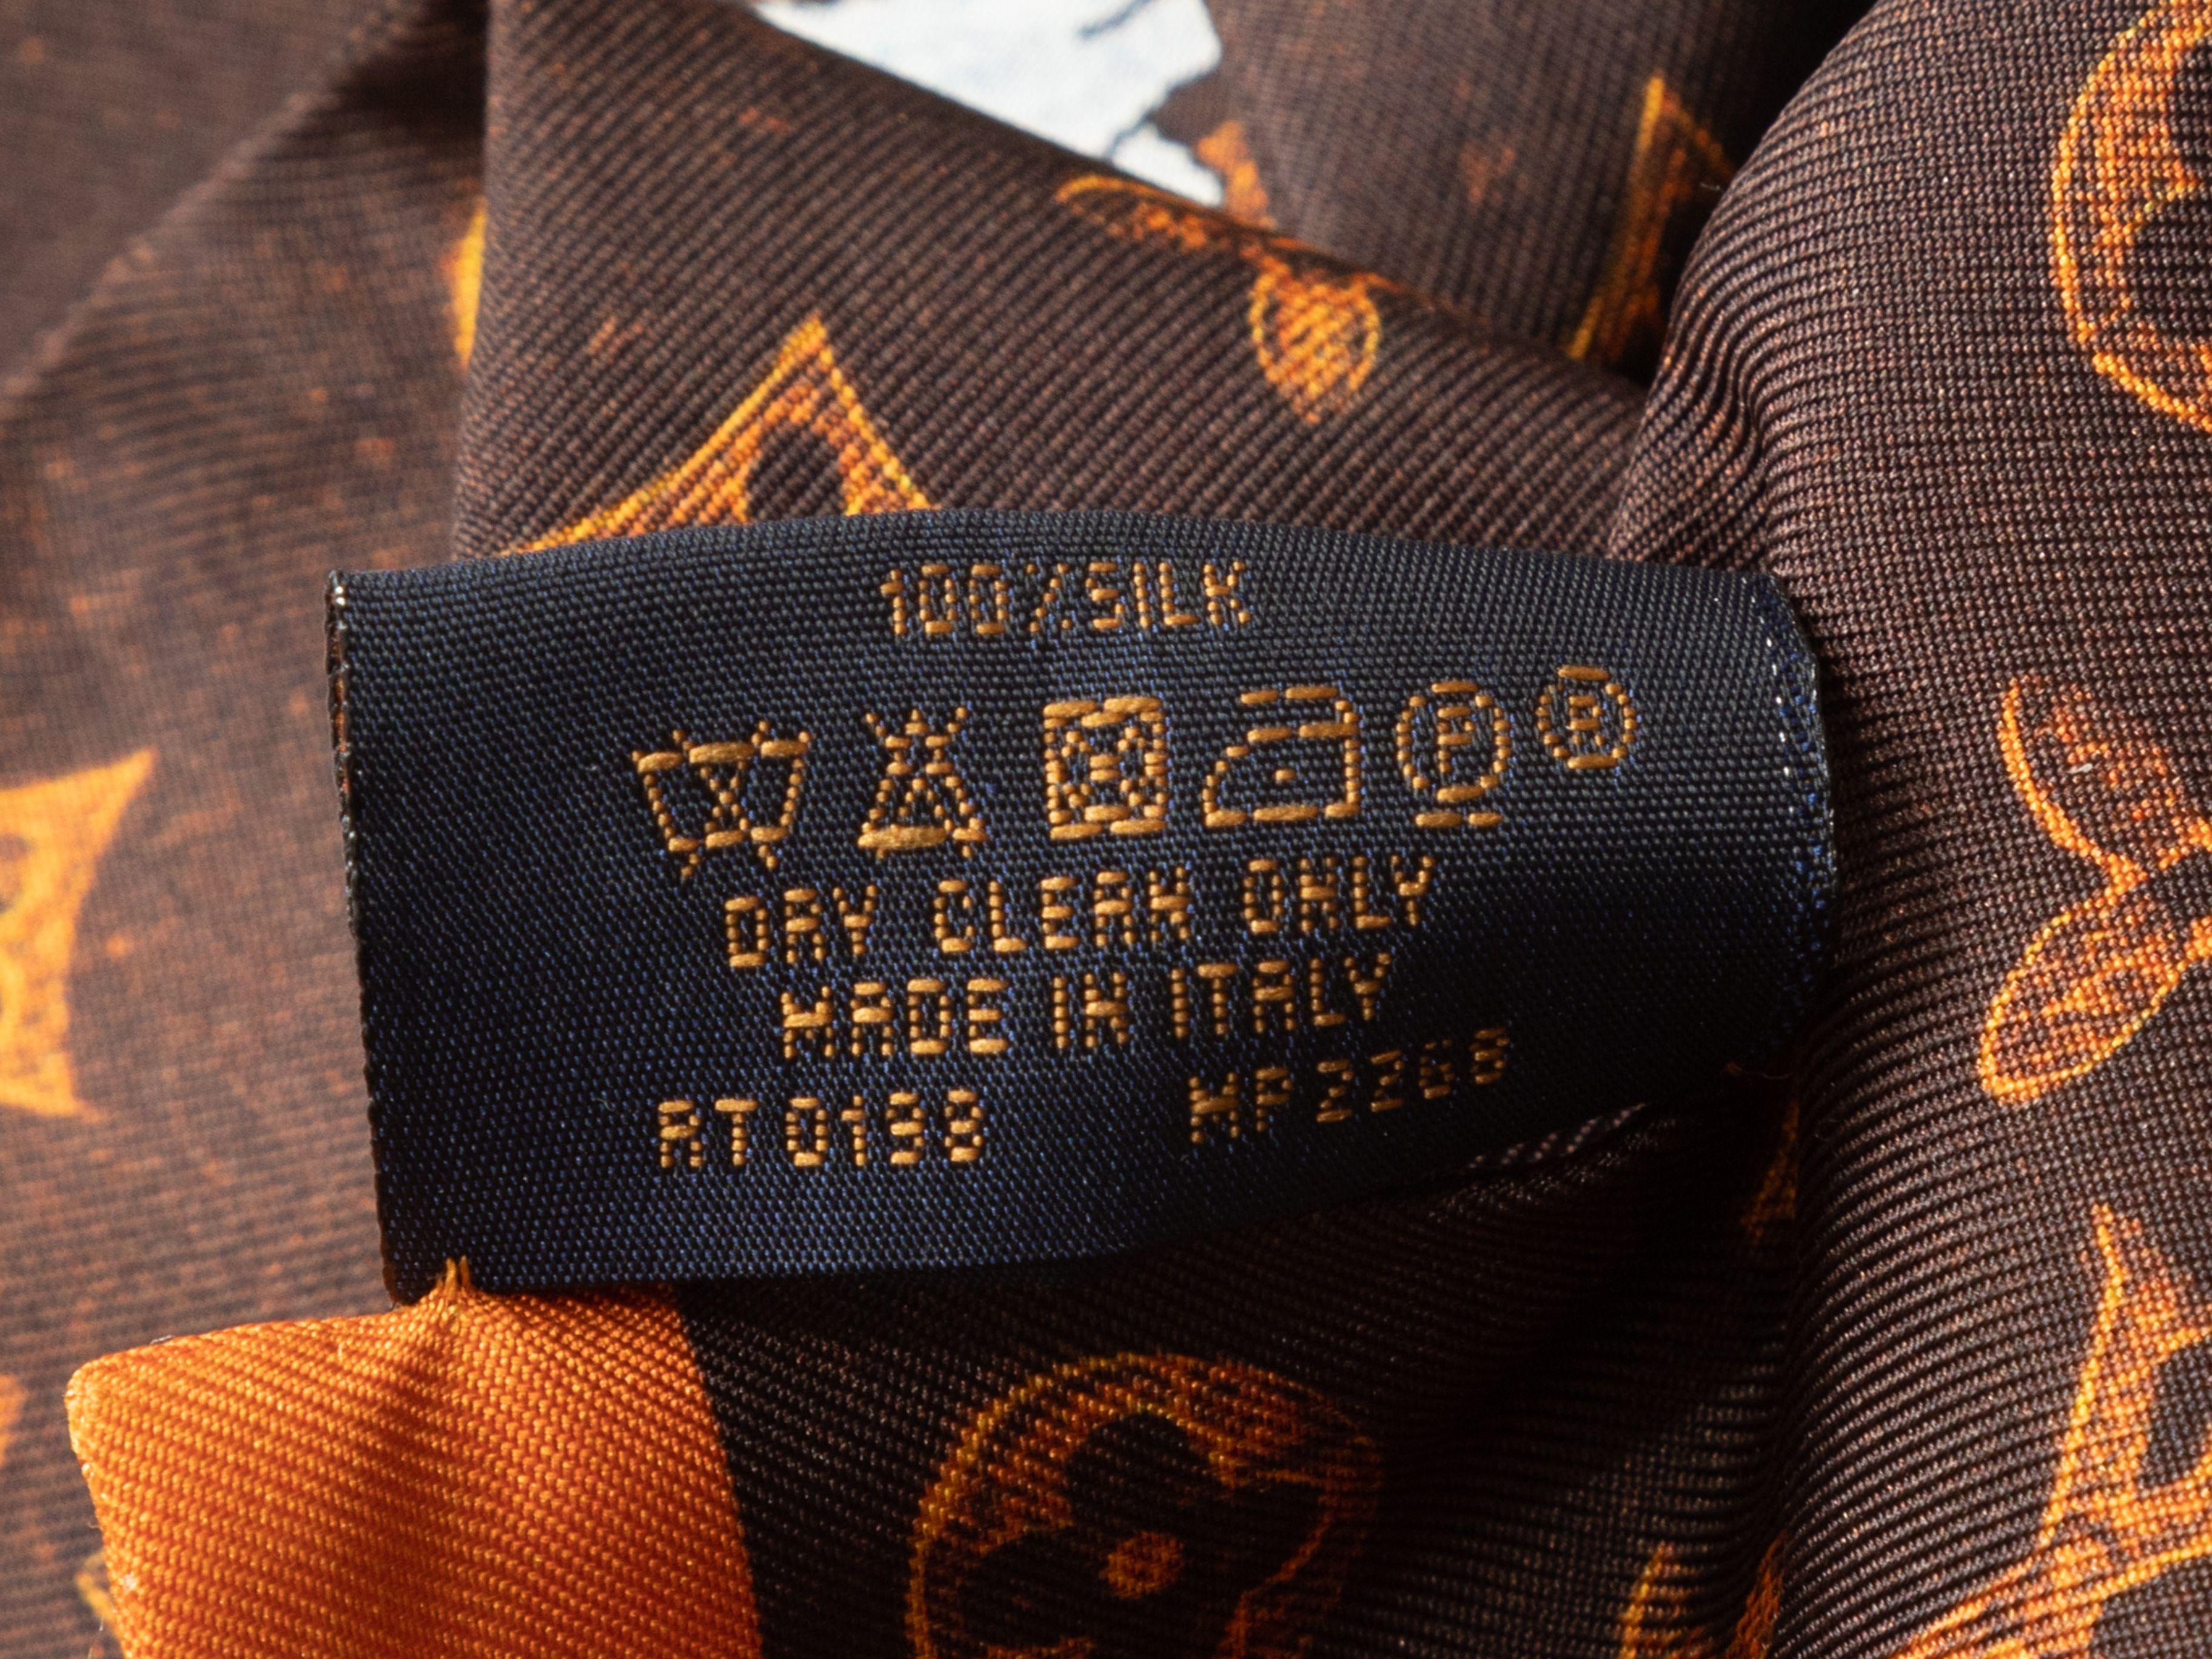 100%SILK
P R
DRY CLEAN ONLY
MADE IN ITALY
RT0198 MP2268